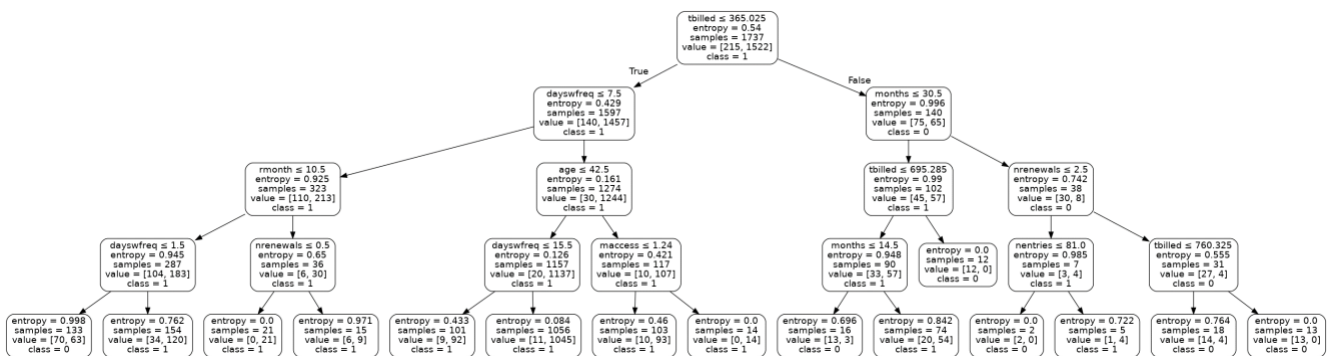 tbilled ≤ 365.025
entropy = 0.54
samples = 1737
value = [215, 1522]
class = 1
True
False
dayswfreq ≤ 7.5
entropy = 0.429
samples = 1597
value = [140, 1457]
class = 1
months ≤ 30.5
entropy = 0.996
samples = 140
value = [75, 65]
class = 0
rmonth ≤ 10.5
entropy = 0.925
samples = 323
value = [110, 213]
class = 1
age ≤ 42.5
entropy = 0.161
samples = 1274
value = [30, 1244]
class = 1
tbilled ≤ 695.285
entropy = 0.99
samples = 102
value = [45, 57]
class = 1
nrenewals ≤ 2.5
entropy = 0.742
samples = 38
value = [30, 8]
class = 0
dayswfreq ≤ 1.5
entropy = 0.945
samples = 287
value = [104, 183]
class = 1
nrenewals ≤ 0.5
entropy = 0.65
samples = 36
value = [6, 30]
class = 1
dayswfreq ≤ 15.5
entropy = 0.126
samples = 1157
value = [20, 1137]
class = 1
maccess ≤ 1.24
entropy = 0.421
samples = 117
value = [10, 107]
class = 1
months ≤ 14.5
entropy = 0.948
samples = 90
value = [33, 57]
class = 1
entropy = 0.0
samples = 12
value = [12, 0]
class = 0
nentries ≤ 81.0
entropy = 0.985
samples = 7
value = [3, 4]
class = 1
tbilled ≤ 760.325
entropy = 0.555
samples = 31
value = [27, 4]
class = 0
entropy = 0.998
samples = 133
value = [70, 63]
class = 0
entropy = 0.762
samples = 154
value = [34, 120]
class = 1
entropy = 0.0
samples = 21
value = [0, 21]
class = 1
entropy = 0.971
samples = 15
value = [6, 9]
class = 1
entropy = 0.433
samples = 101
value = [9, 92]
class = 1
entropy = 0.084
samples = 1056
value = [11, 1045]
class = 1
entropy = 0.46
samples = 103
value = [10, 93]
class = 1
entropy = 0.0
samples = 14
value = [0, 14]
class = 1
entropy = 0.696
samples = 16
value = [13, 3]
class = 0
entropy = 0.842
samples = 74
value = [20, 54]
class = 1
entropy = 0.0
samples = 2
value = [2, 0]
class = 0
entropy = 0.722
samples = 5
value = [1, 4]
class = 1
entropy = 0.764
samples = 18
value = [14, 4]
class = 0
entropy = 0.0
samples = 13
value = [13, 0]
class = 0